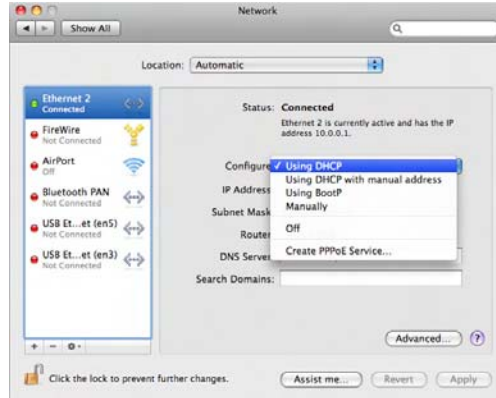 Network
Show All
Location: Automatic
Ethernet 2
Connected
FireWire
Not Connected
AirPort
Off
Bluetooth PAN
Not Connected
USB Et...et (en5)
Not Connected
USB Et...et (en3)
Not Connected
Status: Connected
Ethernet 2 is currently active and has the IP
address 10.0.0.1.
Configure
✓ Using DHCP
Using DHCP with manual address
Using BootP
Manually
Off
Create PPPoE Service...
IP Address
Subnet Mask
Router
DNS Server
Search Domains:
Advanced... ?
+ -
Click the lock to prevent further changes.
Assist me... Revert Apply